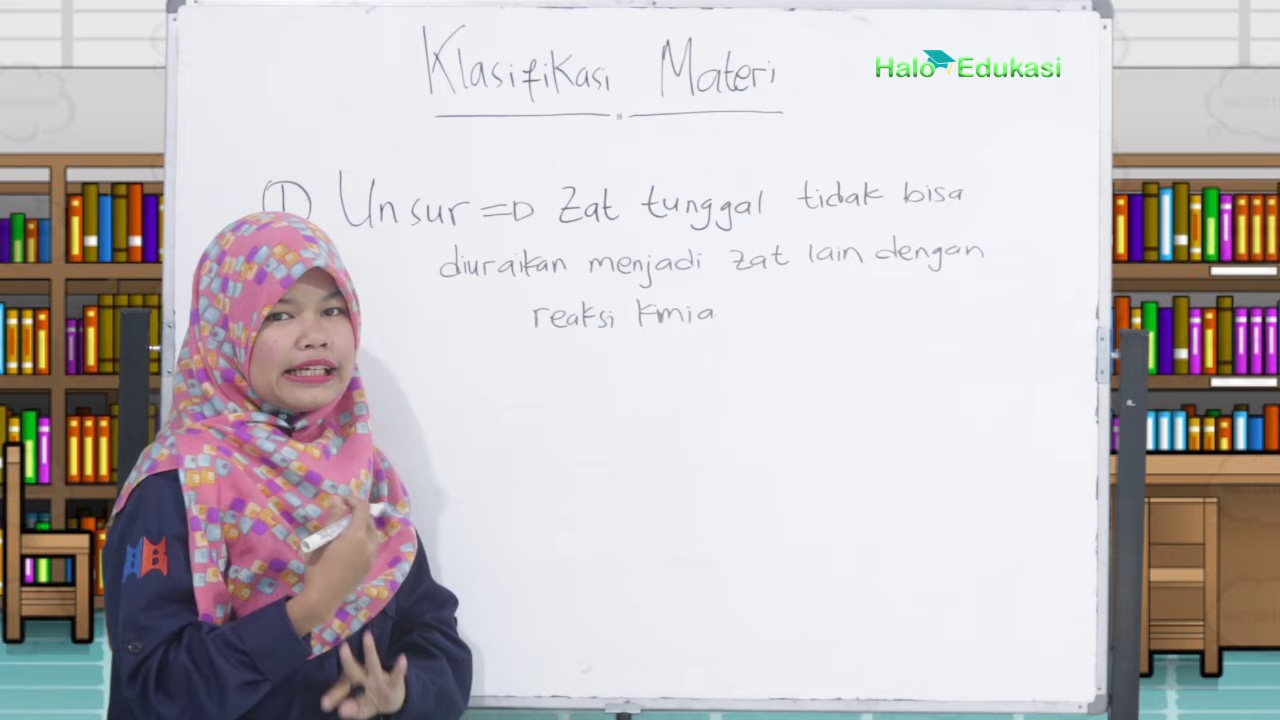 Klasifikasi Materi
Halo Edukasi
① Unsur => Zat tunggal tidak bisa
diuraikan menjadi zat lain dengan
reaksi kimia.